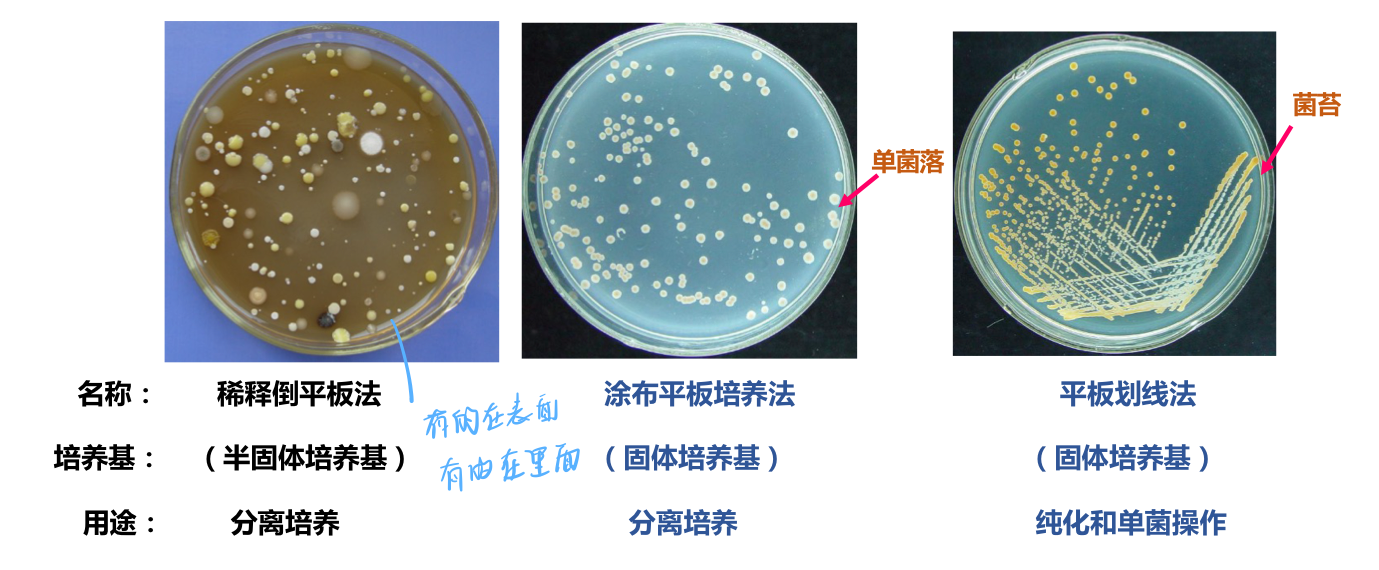 菌苔
单菌落
名称： 稀释倒平板法 涂布平板培养法 平板划线法
有的在表面
培养基： （半固体培养基） （固体培养基） （固体培养基）
有的在里面
用途： 分离培养 分离培养 纯化和单菌操作